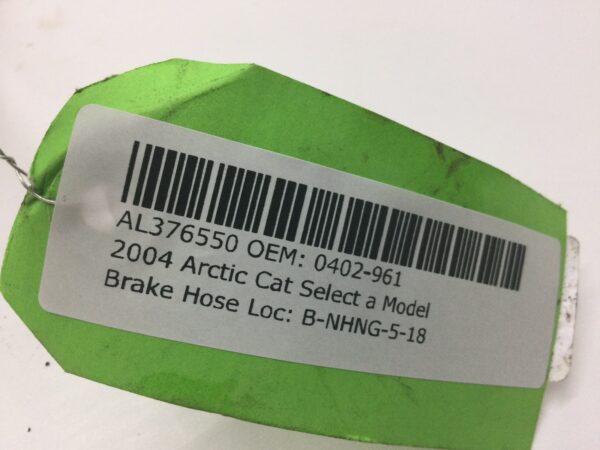 AL376550 OEM: 0402-961
2004 Arctic Cat Select a Model
Brake Hose Loc: B-NHNG-5-18